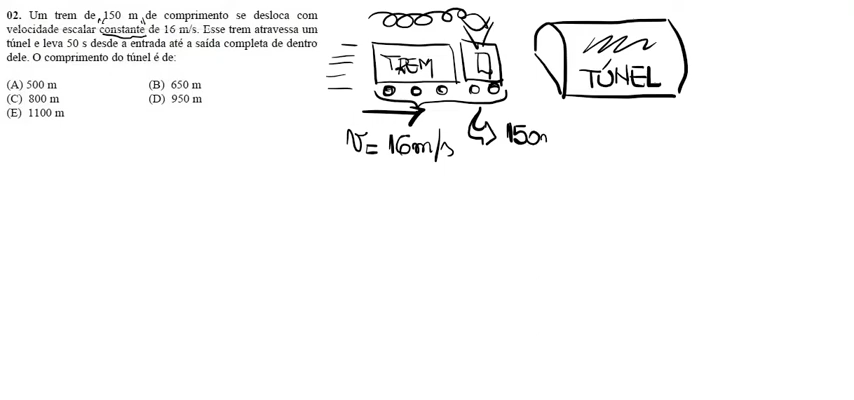 02. Um trem de 150 m de comprimento se desloca com
velocidade escalar constante de 16 m/s. Esse trem atravessa um
túnel e leva 50 s desde a entrada até a saída completa de dentro
dele. O comprimento do túnel é de:
(A) 500 m (B) 650 m
(C) 800 m (D) 950 m
(E) 1100 m
TREM
TÚNEL
V = 16m/s
150m